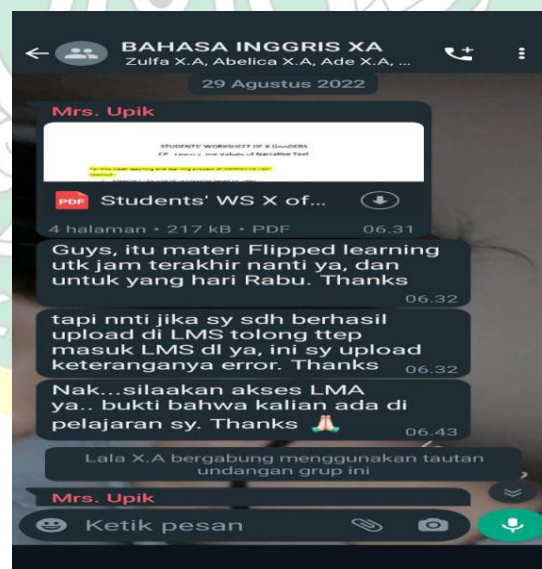 BAHASA INGGRIS XA
Zulfa X.A, Abelica X.A, Ade X.A, ...
29 Agustus 2022
Mrs. Upik
STUDENTS' WORKSHEET OF X
Narrative Text
PDF Students' WS X of...
4 halaman • 217 kB • PDF 06.31
Guys, itu materi Flipped learning
utk jam terakhir nanti ya, dan
untuk yang hari Rabu. Thanks
06.32
tapi nnti jika sy sdh berhasil
upload di LMS tolong ttep
masuk LMS dl ya, ini sy upload
keteranganya error. Thanks 06.32
Nak...silaakan akses LMA
ya.. bukti bahwa kalian ada di
pelajaran sy. Thanks 🙏🏻 06.43
Lala X.A bergabung menggunakan tautan
undangan grup ini
Mrs. Upik
Ketik pesan